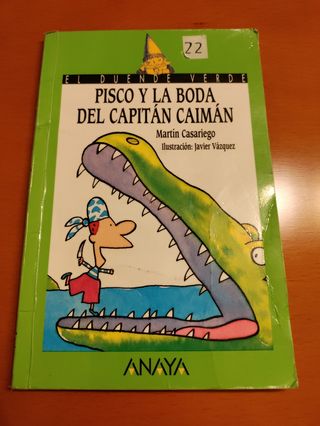 22
EL DUENDE VERDE
PISCO Y LA BODA
DEL CAPITÁN CAIMÁN
Martín Casariego
Ilustración: Javier Vázquez
ANAYA